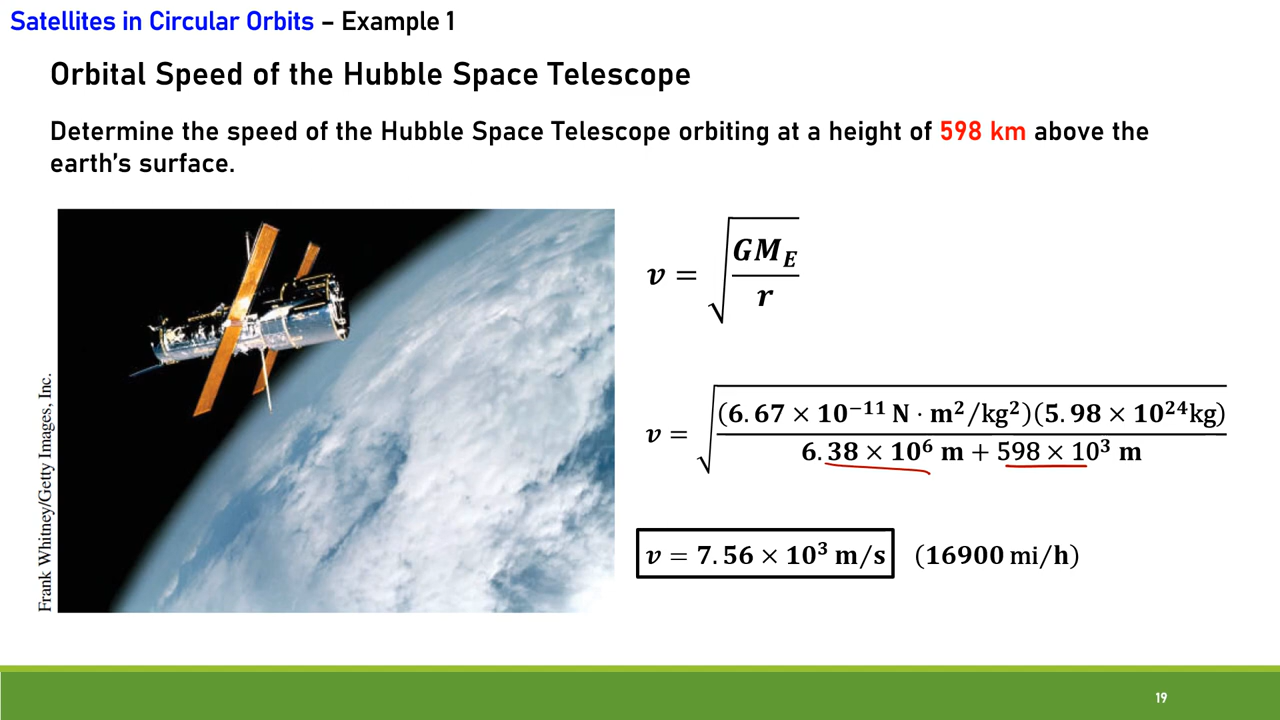 Satellites in Circular Orbits – Example 1
Orbital Speed of the Hubble Space Telescope
Determine the speed of the Hubble Space Telescope orbiting at a height of 598 km above the
earth's surface.
Frank Whitney/Getty Images, Inc.
v = √(GM_E / r)
v = √((6.67 × 10⁻¹¹ N · m²/kg²)(5.98 × 10²⁴kg) / 6.38 × 10⁶ m + 598 × 10³ m)
v = 7.56 × 10³ m/s (16900 mi/h)
19